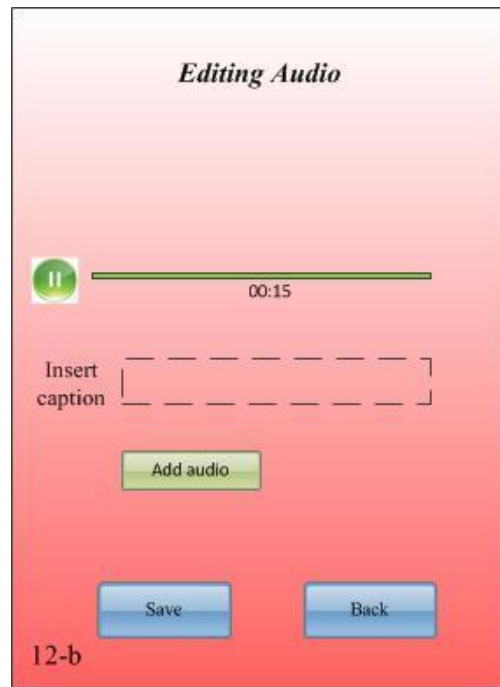 Editing Audio
00:15
Insert
caption
Add audio
Save Back
12-b